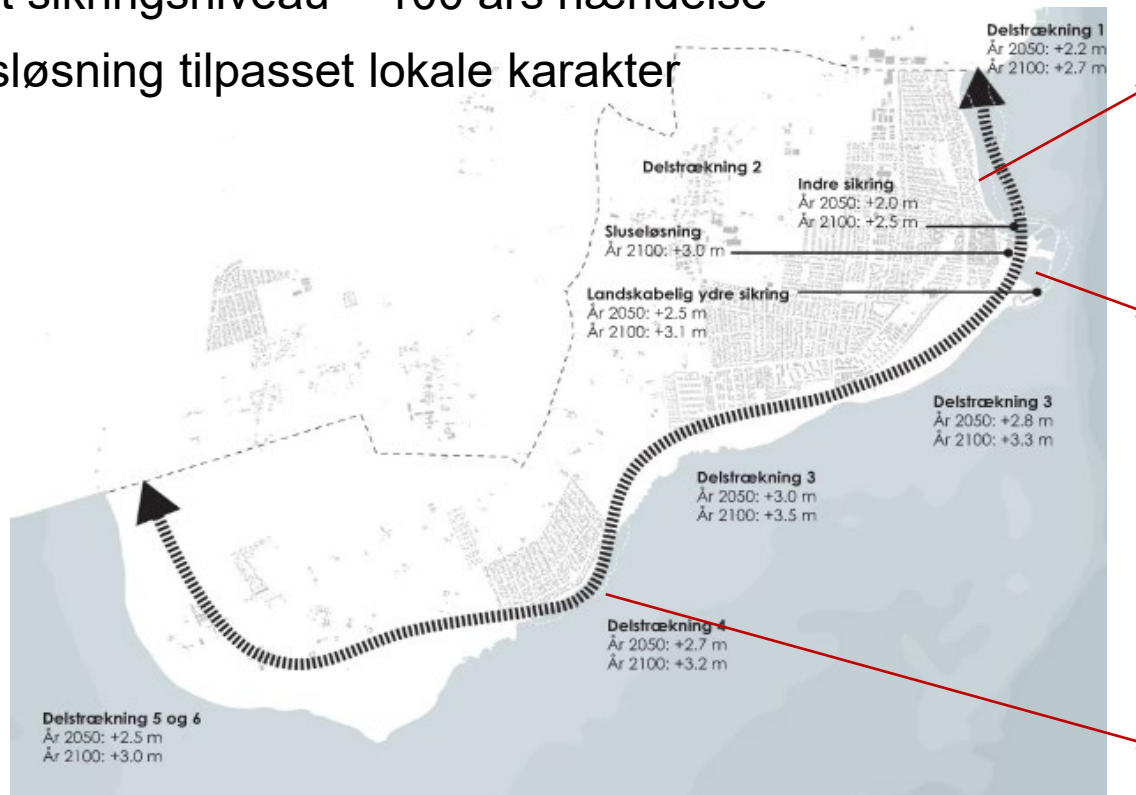 t sikringsniveau – 100 års hændelse
sløsning tilpasset lokale karakter
Delstrækning 1
År 2050: +2.2 m
År 2100: +2.7 m
Delstrækning 2
Indre sikring
År 2050: +2.0 m
År 2100: +2.5 m
Sluseløsning
År 2100: +3.0 m
Landskabelig ydre sikring
År 2050: +2.5 m
År 2100: +3.1 m
Delstrækning 3
År 2050: +2.8 m
År 2100: +3.3 m
Delstrækning 3
År 2050: +3.0 m
År 2100: +3.5 m
Delstrækning 4
År 2050: +2.7 m
År 2100: +3.2 m
Delstrækning 5 og 6
År 2050: +2.5 m
År 2100: +3.0 m